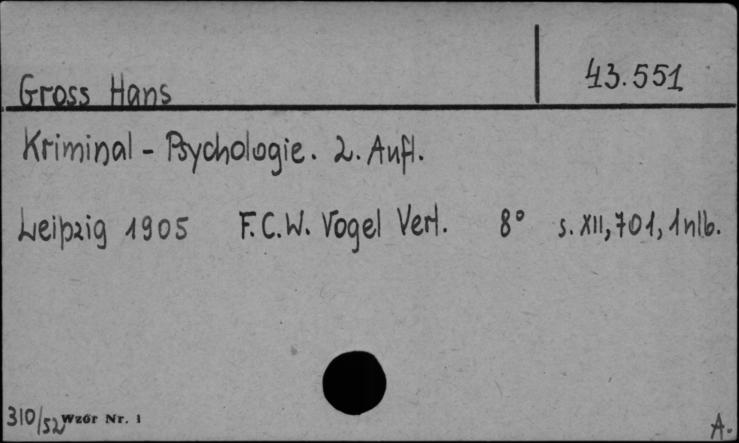 Gross Hans
43.551
Kriminal - Psychologie. 2. Aufl.
Leipzig 1905 F.C.W. Vogel Verl. 8° s. XII, 701, 1 nlb.
310/52 Wzór Nr. 1
A.